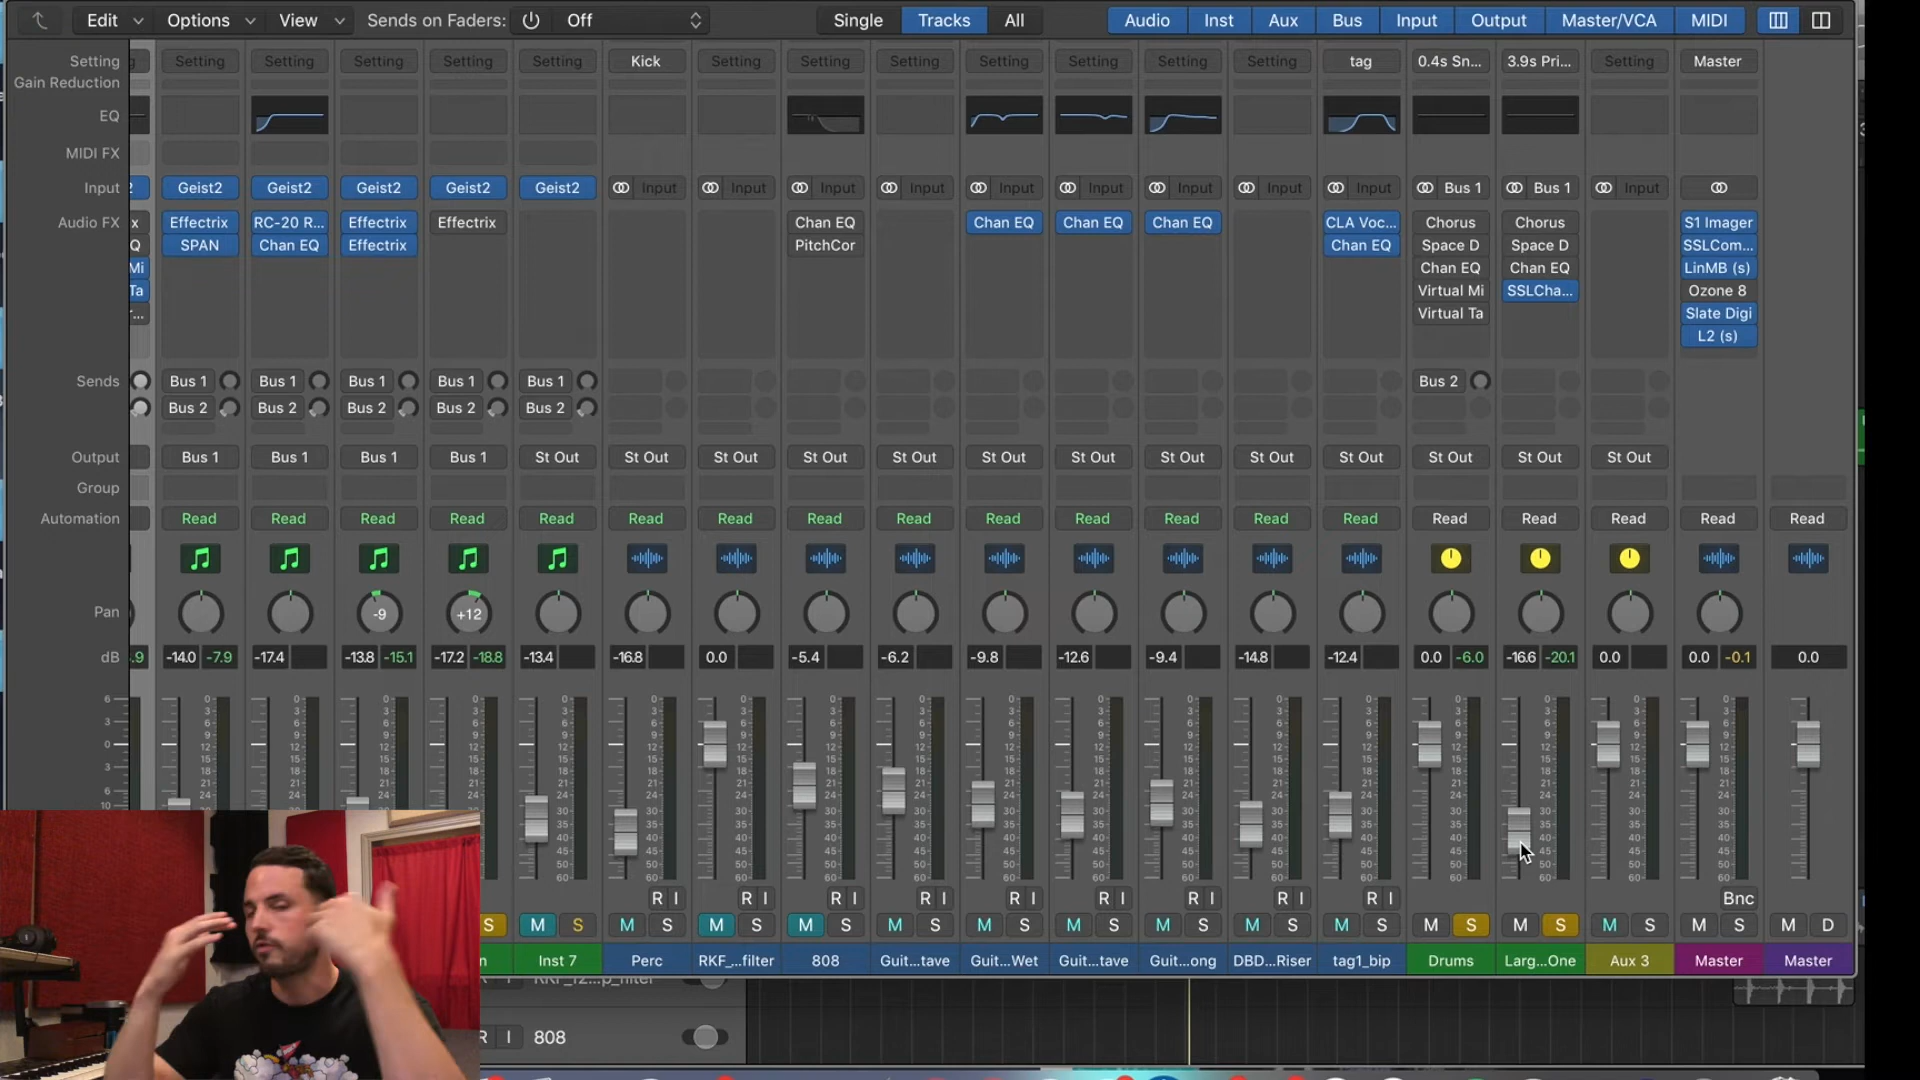 Edit Options View Sends on Faders: Off Single Tracks All Audio Inst Aux Bus Input Output Master/VCA MIDI
Setting Setting Setting Setting Setting Setting Kick Setting Setting Setting Setting Setting Setting Setting tag 0.4s Sn... 3.9s Pri... Setting Master
Gain Reduction
EQ
MIDI FX
Input Geist2 Geist2 Geist2 Geist2 Geist2 Input Input Input Input Input Input Input Input Input Bus 1 Bus 1 Input
Audio FX x Effectrix RC-20 R... Effectrix Effectrix Chan EQ Chan EQ Chan EQ Chan EQ CLA Voc... Chorus Chorus S1 Imager
Q SPAN Chan EQ Effectrix PitchCor Chan EQ Space D Space D SSLCom...
Mi Chan EQ Chan EQ LinMB (s)
Ta Virtual Mi SSLCha... Ozone 8
Virtual Ta Slate Digi
L2 (s)
Sends Bus 1 Bus 1 Bus 1 Bus 1 Bus 1 Bus 2
Bus 2 Bus 2 Bus 2 Bus 2 Bus 2
Output Bus 1 Bus 1 Bus 1 Bus 1 St Out St Out St Out St Out St Out St Out St Out St Out St Out St Out St Out St Out St Out
Group
Automation Read Read Read Read Read Read Read Read Read Read Read Read Read Read Read Read Read Read Read
Pan -9 +12
dB .9 -14.0 -7.9 -17.4 -13.8 -15.1 -17.2 -18.8 -13.4 -16.8 0.0 -5.4 -6.2 -9.8 -12.6 -9.4 -14.8 -12.4 0.0 -6.0 -16.6 -20.1 0.0 0.0 -0.1 0.0
R I R I R I R I R I R I R I R I R I Bnc
S M S M S M S M S M S M S M S M S M S M S M S M S M S M S M D
n Inst 7 Perc RKF_...filter 808 Guit...tave Guit...Wet Guit...tave Guit...ong DBD...Riser tag1_bip Drums Larg...One Aux 3 Master Master
R I 808